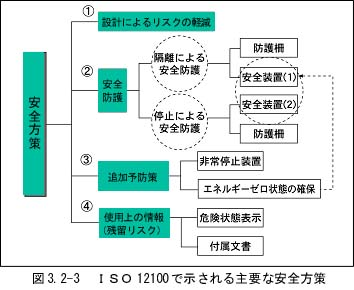 ①
設計によるリスクの軽減
②
安全
防護
隔離による
安全防護
防護柵
安全装置(1)
安全方策
停止による
安全防護
安全装置(2)
防護柵
③
追加予防策
非常停止装置
エネルギーゼロ状態の確保
④
使用上の情報
(残留リスク)
危険状態表示
付属文書
図3.2-3 ISO 12100で示される主要な安全方策